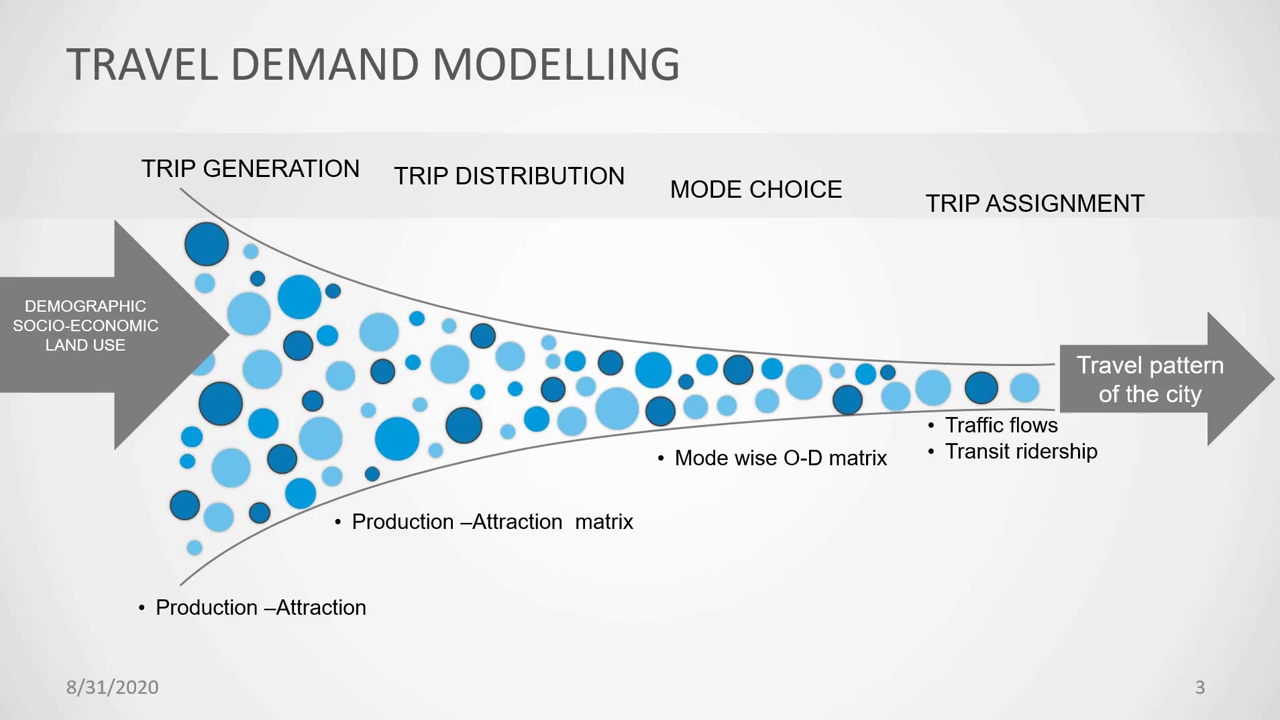 TRAVEL DEMAND MODELLING
TRIP GENERATION
TRIP DISTRIBUTION
MODE CHOICE
TRIP ASSIGNMENT
DEMOGRAPHIC
SOCIO-ECONOMIC
LAND USE
Travel pattern
of the city
• Traffic flows
• Transit ridership
• Mode wise O-D matrix
• Production –Attraction  matrix
• Production –Attraction
8/31/2020
3